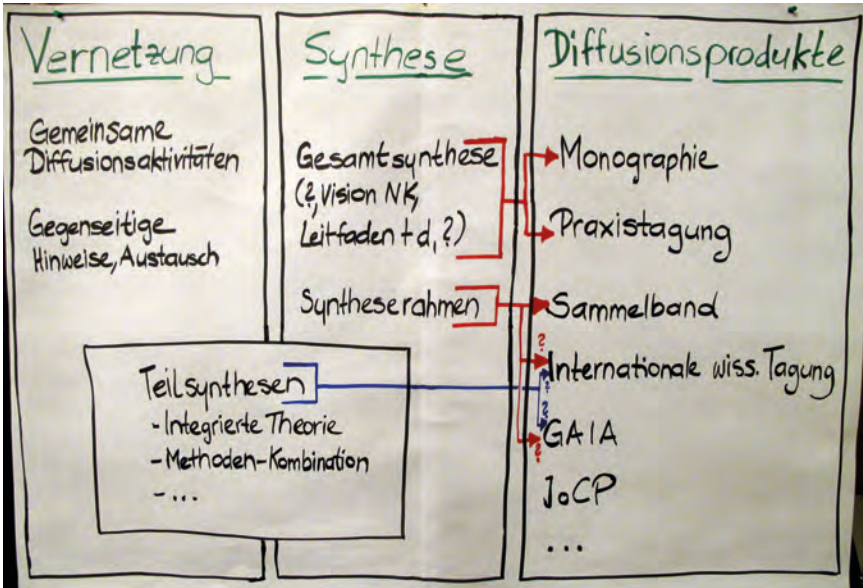 Vernetzung
Gemeinsame
Diffusionsaktivitäten
Gegenseitige
Hinweise, Austausch
Synthese
Gesamtsynthese
(?, Vision NK,
Leitfaden t+d, ?)
Syntheserahmen
Teilsynthesen
- Integrierte Theorie
- Methoden-Kombination
- ...
Diffusionsprodukte
Monographie
Praxistagung
Sammelband
?
Internationale wiss. Tagung
?
?
GAIA
?
JoCP
...